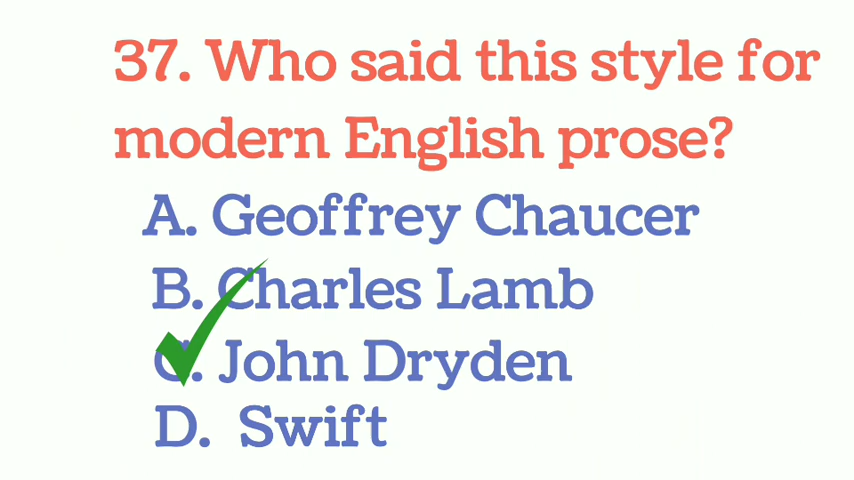 37. Who said this style for
modern English prose?
A. Geoffrey Chaucer
B. Charles Lamb
C. John Dryden
D. Swift